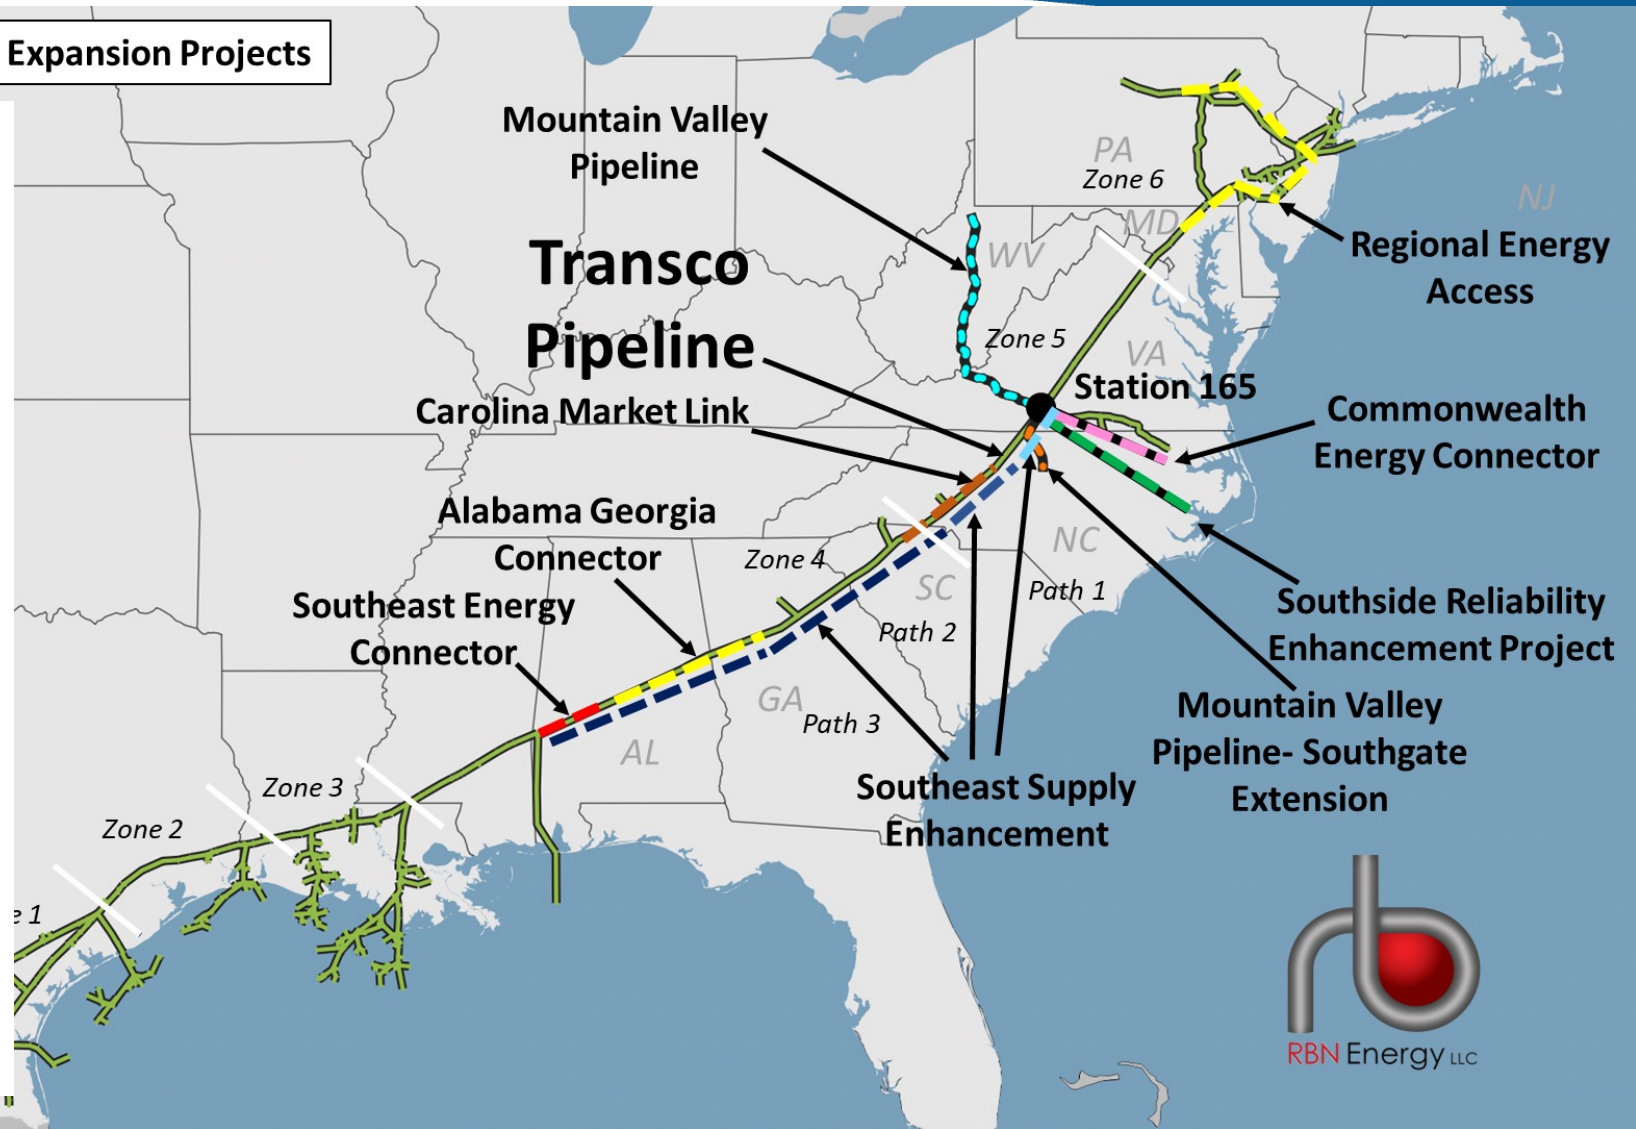 Expansion Projects
Mountain Valley
Pipeline
PA
Zone 6
NJ
MD
WV
Regional Energy
Access
Transco
Pipeline
Zone 5
VA
Station 165
Carolina Market Link
Commonwealth
Energy Connector
Alabama Georgia
Connector
Zone 4
NC
SC
Path 1
Path 2
Southside Reliability
Enhancement Project
Southeast Energy
Connector
GA
Path 3
AL
Mountain Valley
Pipeline- Southgate
Extension
Southeast Supply
Enhancement
Zone 3
Zone 2
e 1
RBN Energy LLC